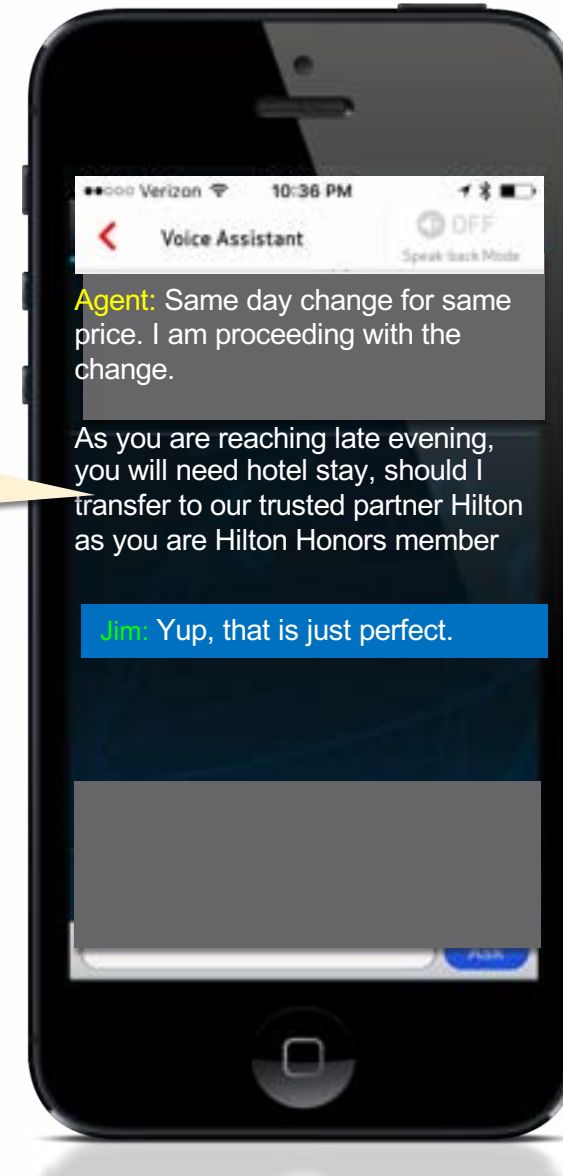 Verizon 10:36 PM
Voice Assistant
OFF
Speak-back Mode
Agent: Same day change for same
price. I am proceeding with the
change.
As you are reaching late evening,
you will need hotel stay, should I
transfer to our trusted partner Hilton
as you are Hilton Honors member
Jim: Yup, that is just perfect.
Ask